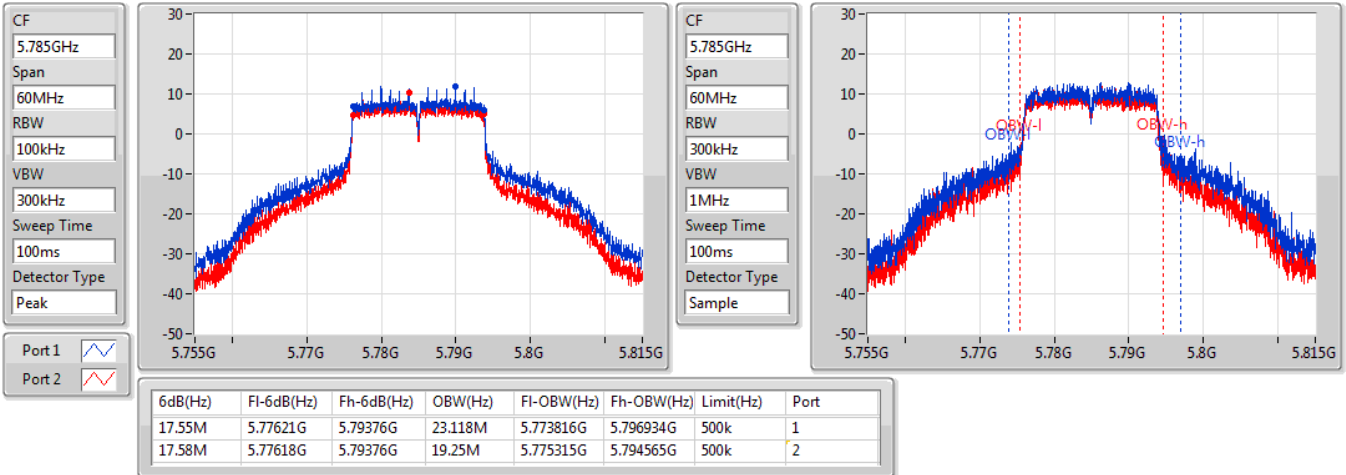 CF
5.785GHz
Span
60MHz
RBW
100kHz
VBW
300kHz
Sweep Time
100ms
Detector Type
Peak
Port 1
Port 2
30
20
10
0
-10
-20
-30
-40
-50
5.755G 5.77G 5.78G 5.79G 5.8G 5.815G
CF
5.785GHz
Span
60MHz
RBW
300kHz
VBW
1MHz
Sweep Time
100ms
Detector Type
Sample
30
20
10
0
-10
-20
-30
-40
-50
OBW-l
OBW-l
OBW-h
OBW-h
5.755G 5.77G 5.78G 5.79G 5.8G 5.815G
6dB(Hz) Fl-6dB(Hz) Fh-6dB(Hz) OBW(Hz) Fl-OBW(Hz) Fh-OBW(Hz) Limit(Hz) Port
17.55M 5.77621G 5.79376G 23.118M 5.773816G 5.796934G 500k 1
17.58M 5.77618G 5.79376G 19.25M 5.775315G 5.794565G 500k 2